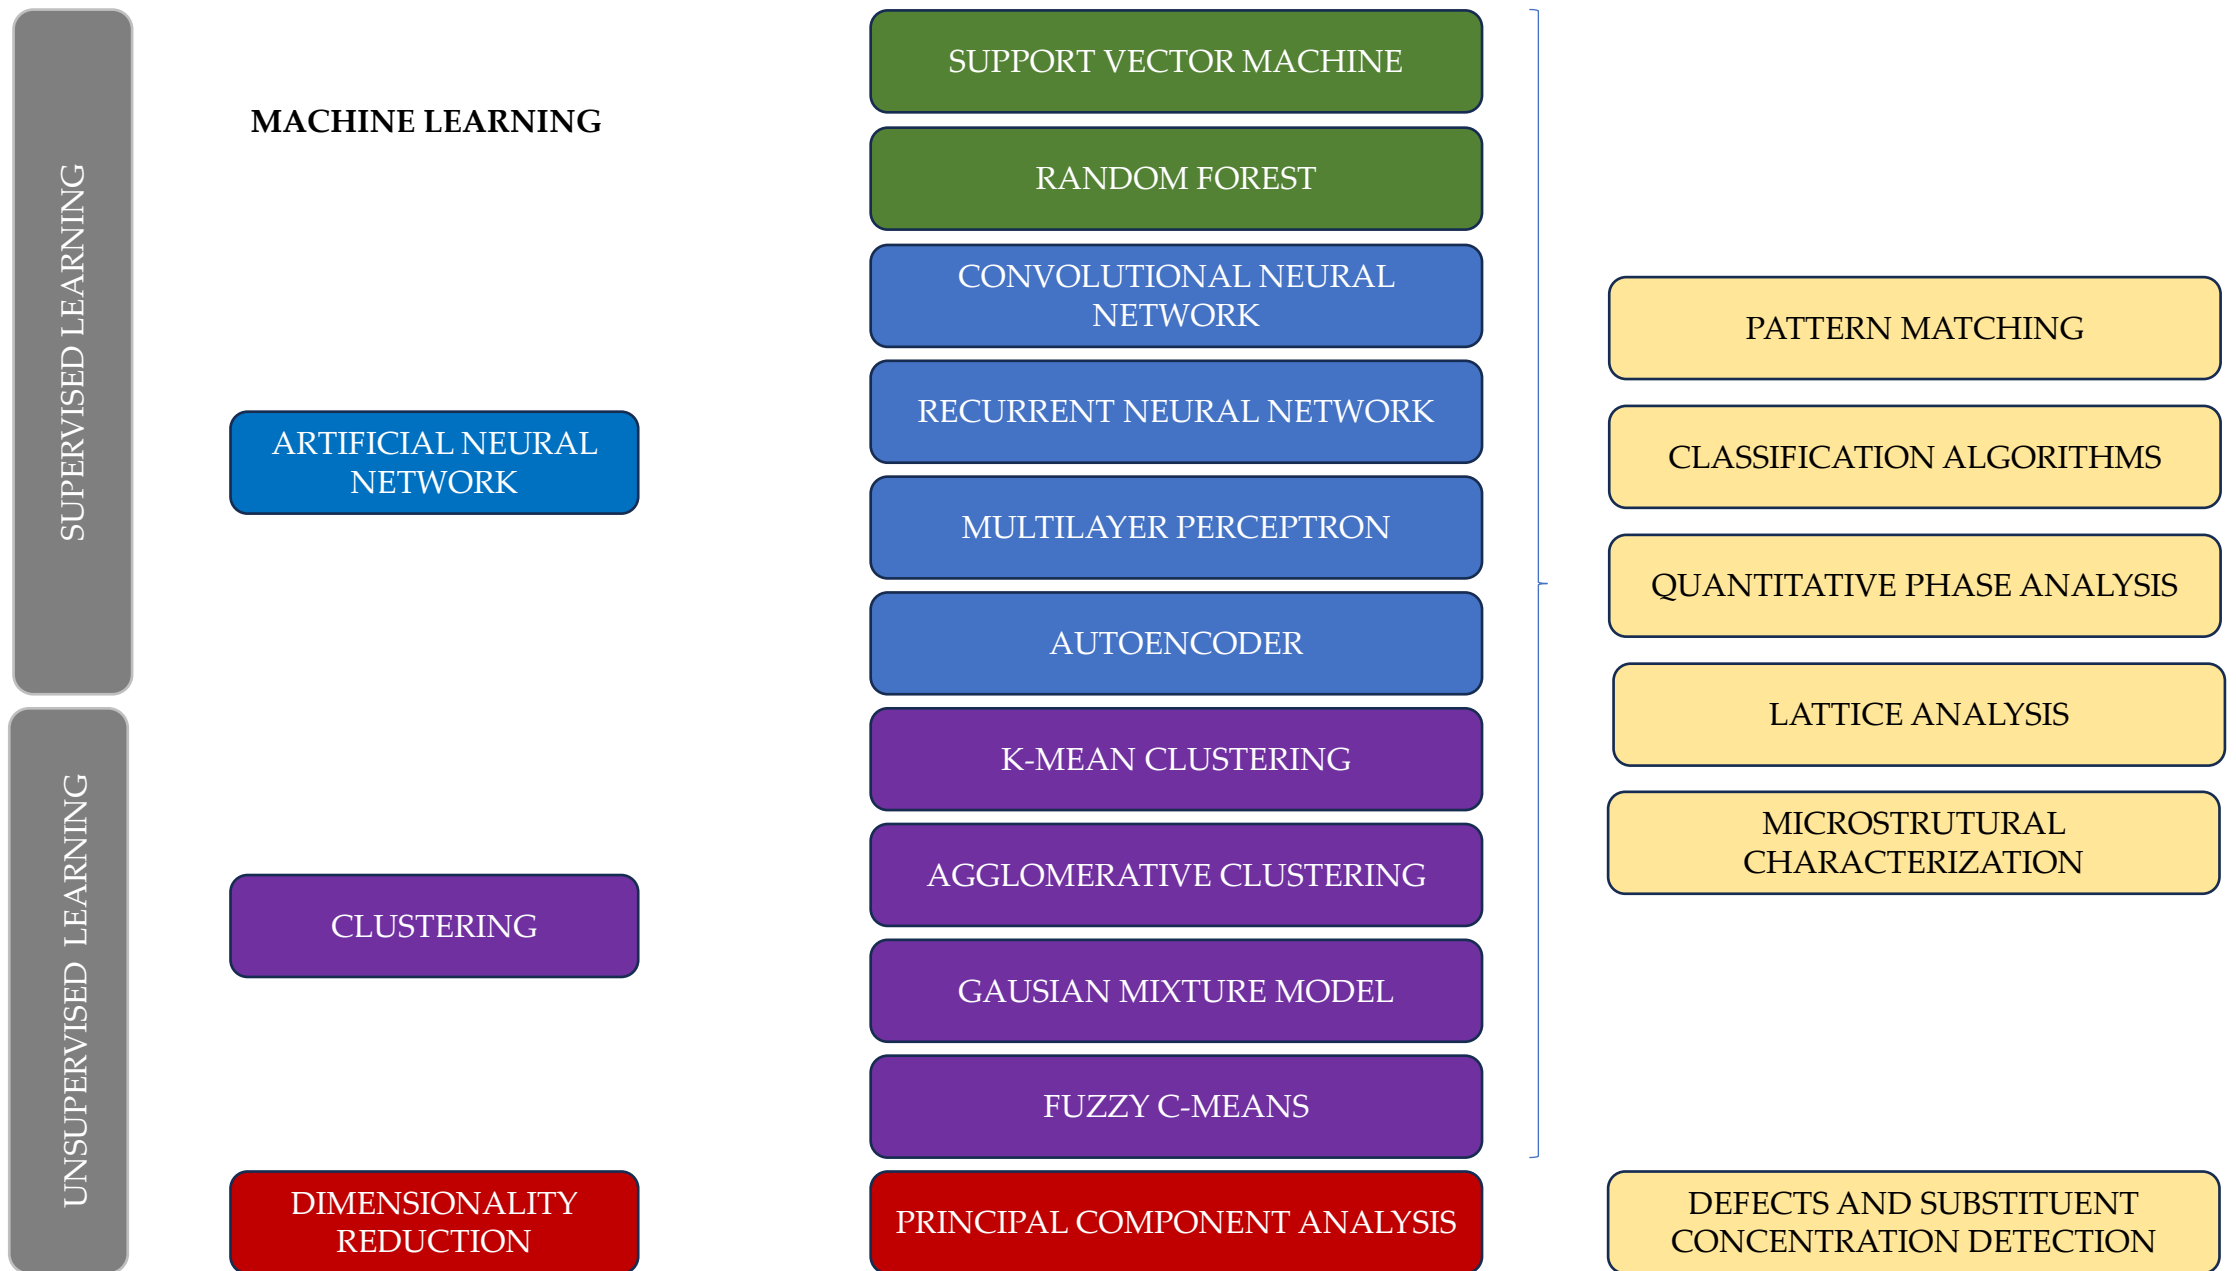 SUPERVISED LEARNING
UNSUPERVISED LEARNING
MACHINE LEARNING
ARTIFICIAL NEURAL
NETWORK
CLUSTERING
DIMENSIONALITY
REDUCTION
SUPPORT VECTOR MACHINE
RANDOM FOREST
CONVOLUTIONAL NEURAL
NETWORK
RECURRENT NEURAL NETWORK
MULTILAYER PERCEPTRON
AUTOENCODER
K-MEAN CLUSTERING
AGGLOMERATIVE CLUSTERING
GAUSIAN MIXTURE MODEL
FUZZY C-MEANS
PRINCIPAL COMPONENT ANALYSIS
PATTERN MATCHING
CLASSIFICATION ALGORITHMS
QUANTITATIVE PHASE ANALYSIS
LATTICE ANALYSIS
MICROSTRUTURAL
CHARACTERIZATION
DEFECTS AND SUBSTITUENT
CONCENTRATION DETECTION